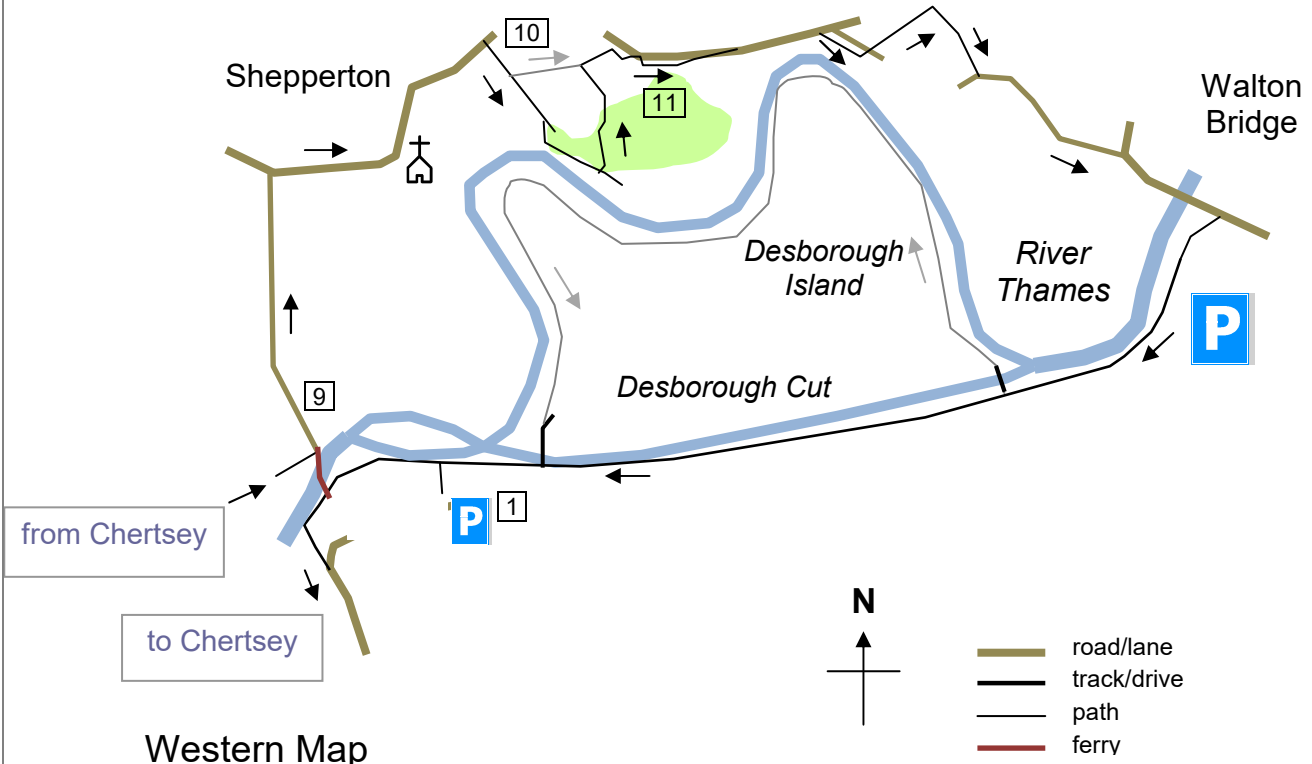 10
Shepperton
11
Walton
Bridge
Desborough
Island
River
Thames
P
Desborough Cut
9
from Chertsey
P
1
to Chertsey
N
road/lane
track/drive
path
ferry
Western Map